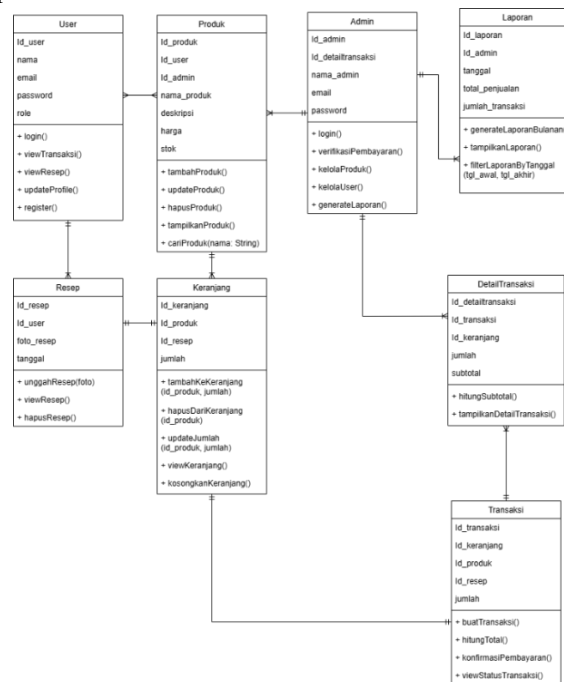 User
Id_user
nama
email
password
role
+ login()
+ viewTransaksi()
+ viewResep()
+ updateProfile()
+ register()
Produk
Id_produk
Id_user
Id_admin
nama_produk
deskripsi
harga
stok
+ tambahProduk()
+ updateProduk()
+ hapusProduk()
+ tampilkanProduk()
+ cariProduk(nama: String)
Admin
Id_admin
Id_detailtransaksi
nama_admin
email
password
+ login()
+ verifikasiPembayaran()
+ kelolaProduk()
+ kelolaUser()
+ generateLaporan()
Laporan
Id_laporan
Id_admin
tanggal
total_penjualan
jumlah_transaksi
+ generateLaporanBulanan
+ tampilkanLaporan()
+ filterLaporanByTanggal
(tgl_awal, tgl_akhir)
Resep
Id_resep
Id_user
foto_resep
tanggal
+ unggahResep(foto)
+ viewResep()
+ hapusResep()
Keranjang
Id_keranjang
Id_produk
Id_resep
jumlah
+ tambahKeKeranjang
(id_produk, jumlah)
+ hapusDariKeranjang
(id_produk)
+ updateJumlah
(id_produk, jumlah)
+ viewKeranjang()
+ kosongkanKeranjang()
DetailTransaksi
Id_detailtransaksi
Id_transaksi
Id_keranjang
jumlah
subtotal
+ hitungSubtotal()
+ tampilkanDetailTransaksi()
Transaksi
Id_transaksi
Id_keranjang
Id_produk
Id_resep
jumlah
+ buatTransaksi()
+ hitungTotal()
+ konfirmasiPembayaran()
+ viewStatusTransaksi()